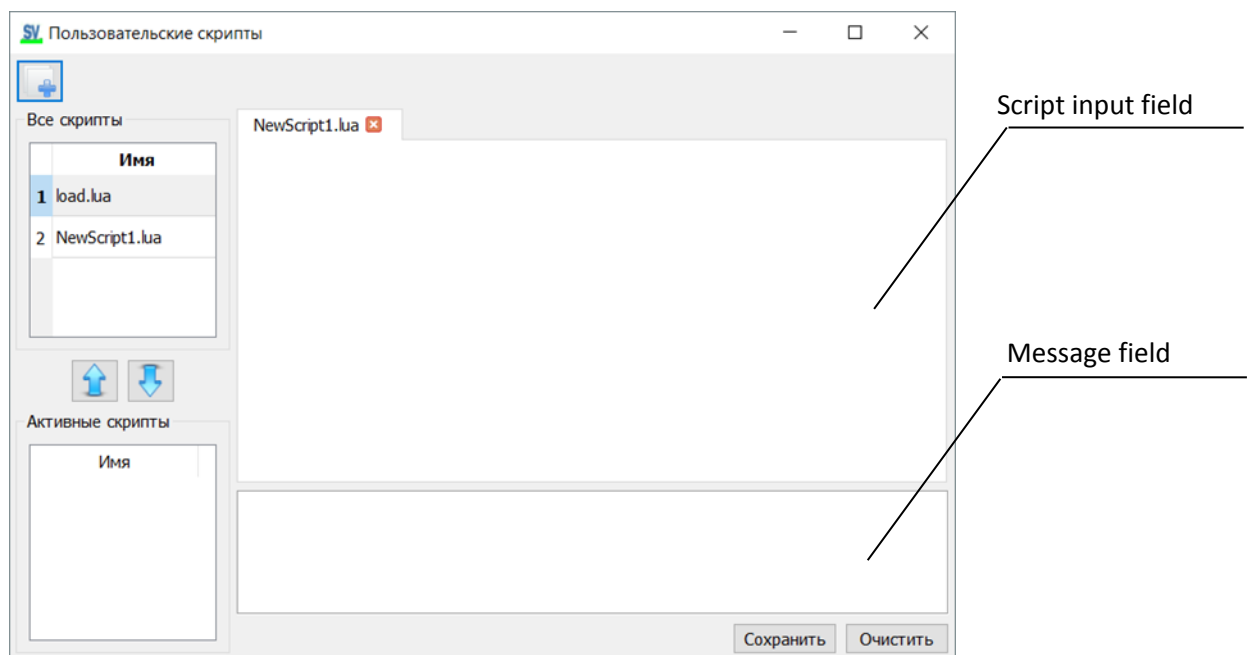 SV Пользовательские скрипты
Все скрипты
Имя
1 load.lua
2 NewScript1.lua
Активные скрипты
Имя
NewScript1.lua
Сохранить Очистить
Script input field
Message field